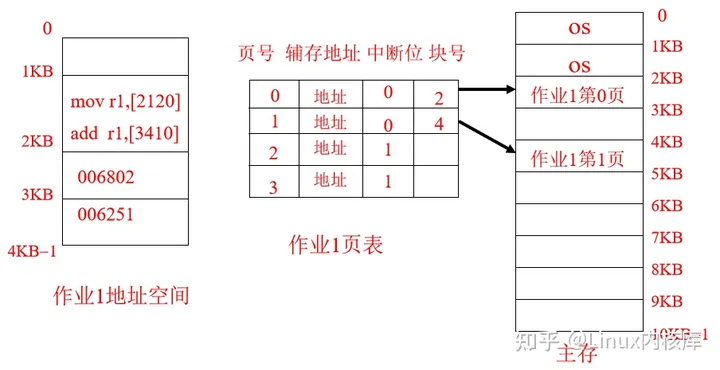 0
1KB
mov r1,[2120]
add r1,[3410]
2KB
006802
3KB
006251
4KB-1
作业1地址空间
页号 辅存地址 中断位 块号
0 地址 0 2
1 地址 0 4
2 地址 1
3 地址 1
作业1页表
0
os
1KB
os
2KB
作业1第0页
3KB
4KB
作业1第1页
5KB
6KB
7KB
8KB
9KB
10KB-1
主存
知乎 @Linux内核库